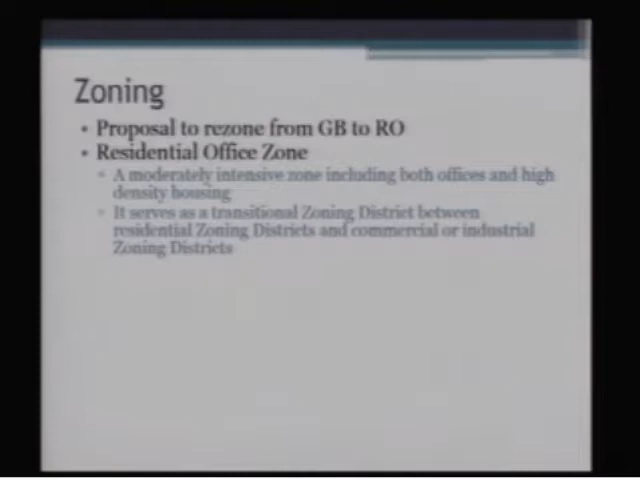 Zoning
• Proposal to rezone from GB to RO
• Residential Office Zone
▫ A moderately intensive zone including both offices and high
density housing
▫ It serves as a transitional Zoning District between
residential Zoning Districts and commercial or industrial
Zoning Districts